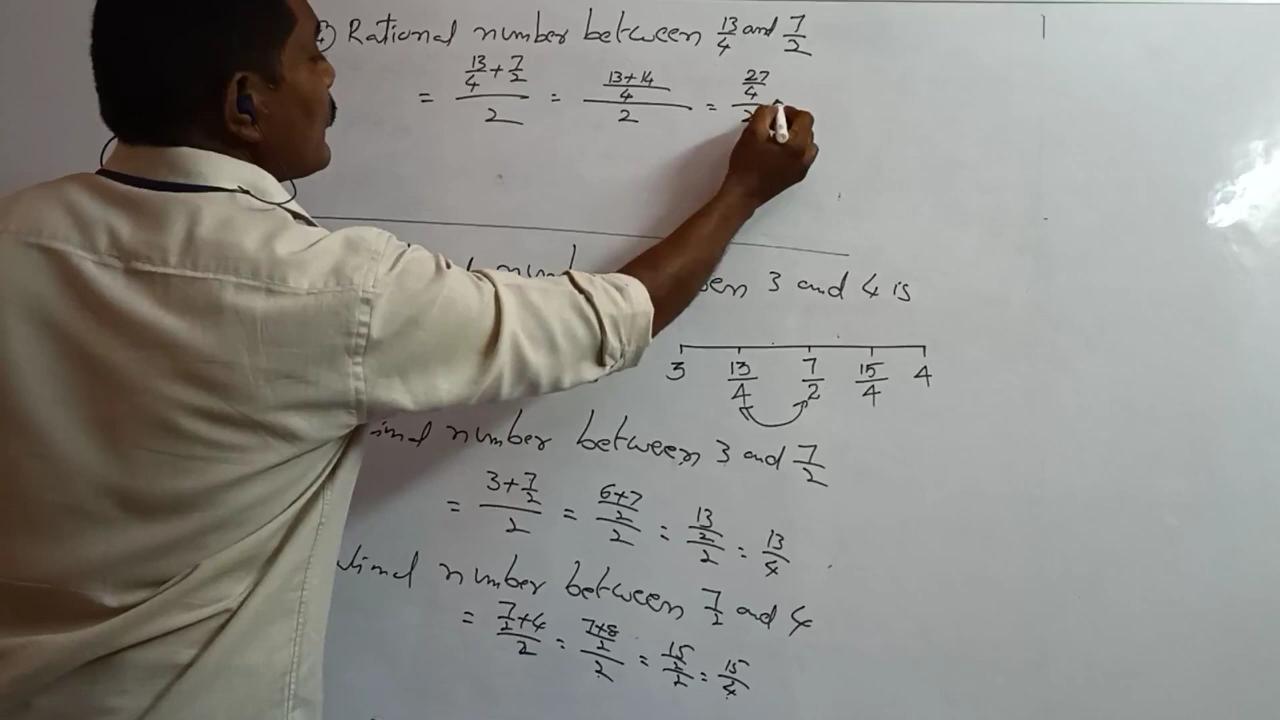 Rational number between 13/4 and 7/2
= (13/4 + 7/2)/2 = ((13+14)/4)/2 = (27/4)/2
3 and 4 is
3 13/4 7/2 15/4 4
number between 3 and 7/2
= (3+7/2)/2 = ((6+7)/2)/2 = (13/2)/2 = 13/4
number between 7/2 and 4
= (7/2+4)/2 = ((7+8)/2)/2 = (15/2)/2 = 15/4